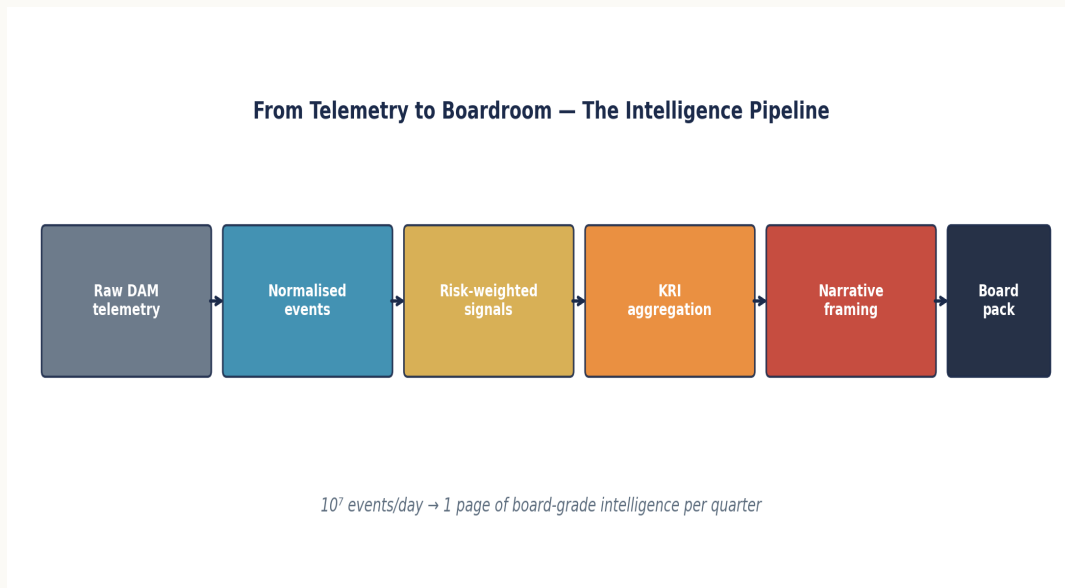 From Telemetry to Boardroom — The Intelligence Pipeline
Raw DAM
telemetry
Normalised
events
Risk-weighted
signals
KRI
aggregation
Narrative
framing
Board
pack
10⁷ events/day → 1 page of board-grade intelligence per quarter